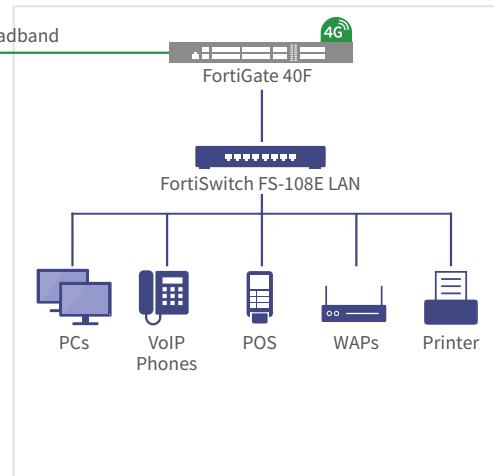 adband
4G
FortiGate 40F
FortiSwitch FS-108E LAN
PCs
VoIP
Phones
POS
WAPs
Printer